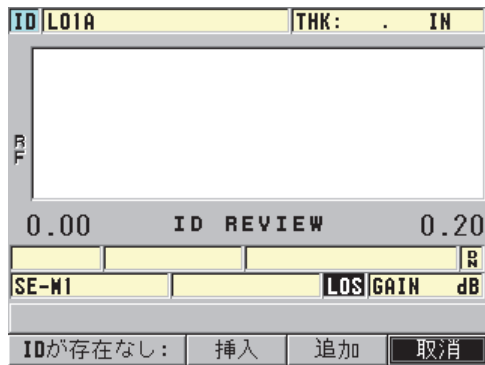 ID L01A THK: . IN
RF
0.00 ID REVIEW 0.20
DN
SE-M1 LOS GAIN dB
IDが存在なし: 挿入 追加 取消